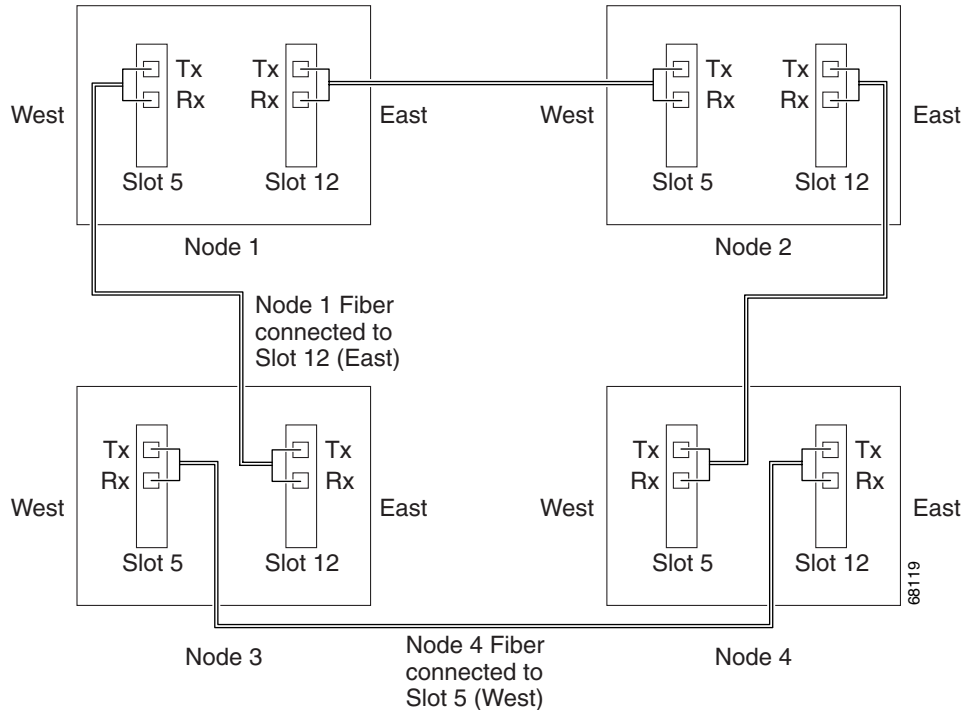 Tx
Tx
Tx
Tx
Rx
Rx
Rx
Rx
West
East
West
East
Slot 5
Slot 12
Slot 5
Slot 12
Node 1
Node 2
Node 1 Fiber
connected to
Slot 12 (East)
Tx
Tx
Tx
Tx
Rx
Rx
Rx
Rx
West
East
West
East
Slot 5
Slot 12
Slot 5
Slot 12
68119
Node 3
Node 4 Fiber
connected to
Slot 5 (West)
Node 4